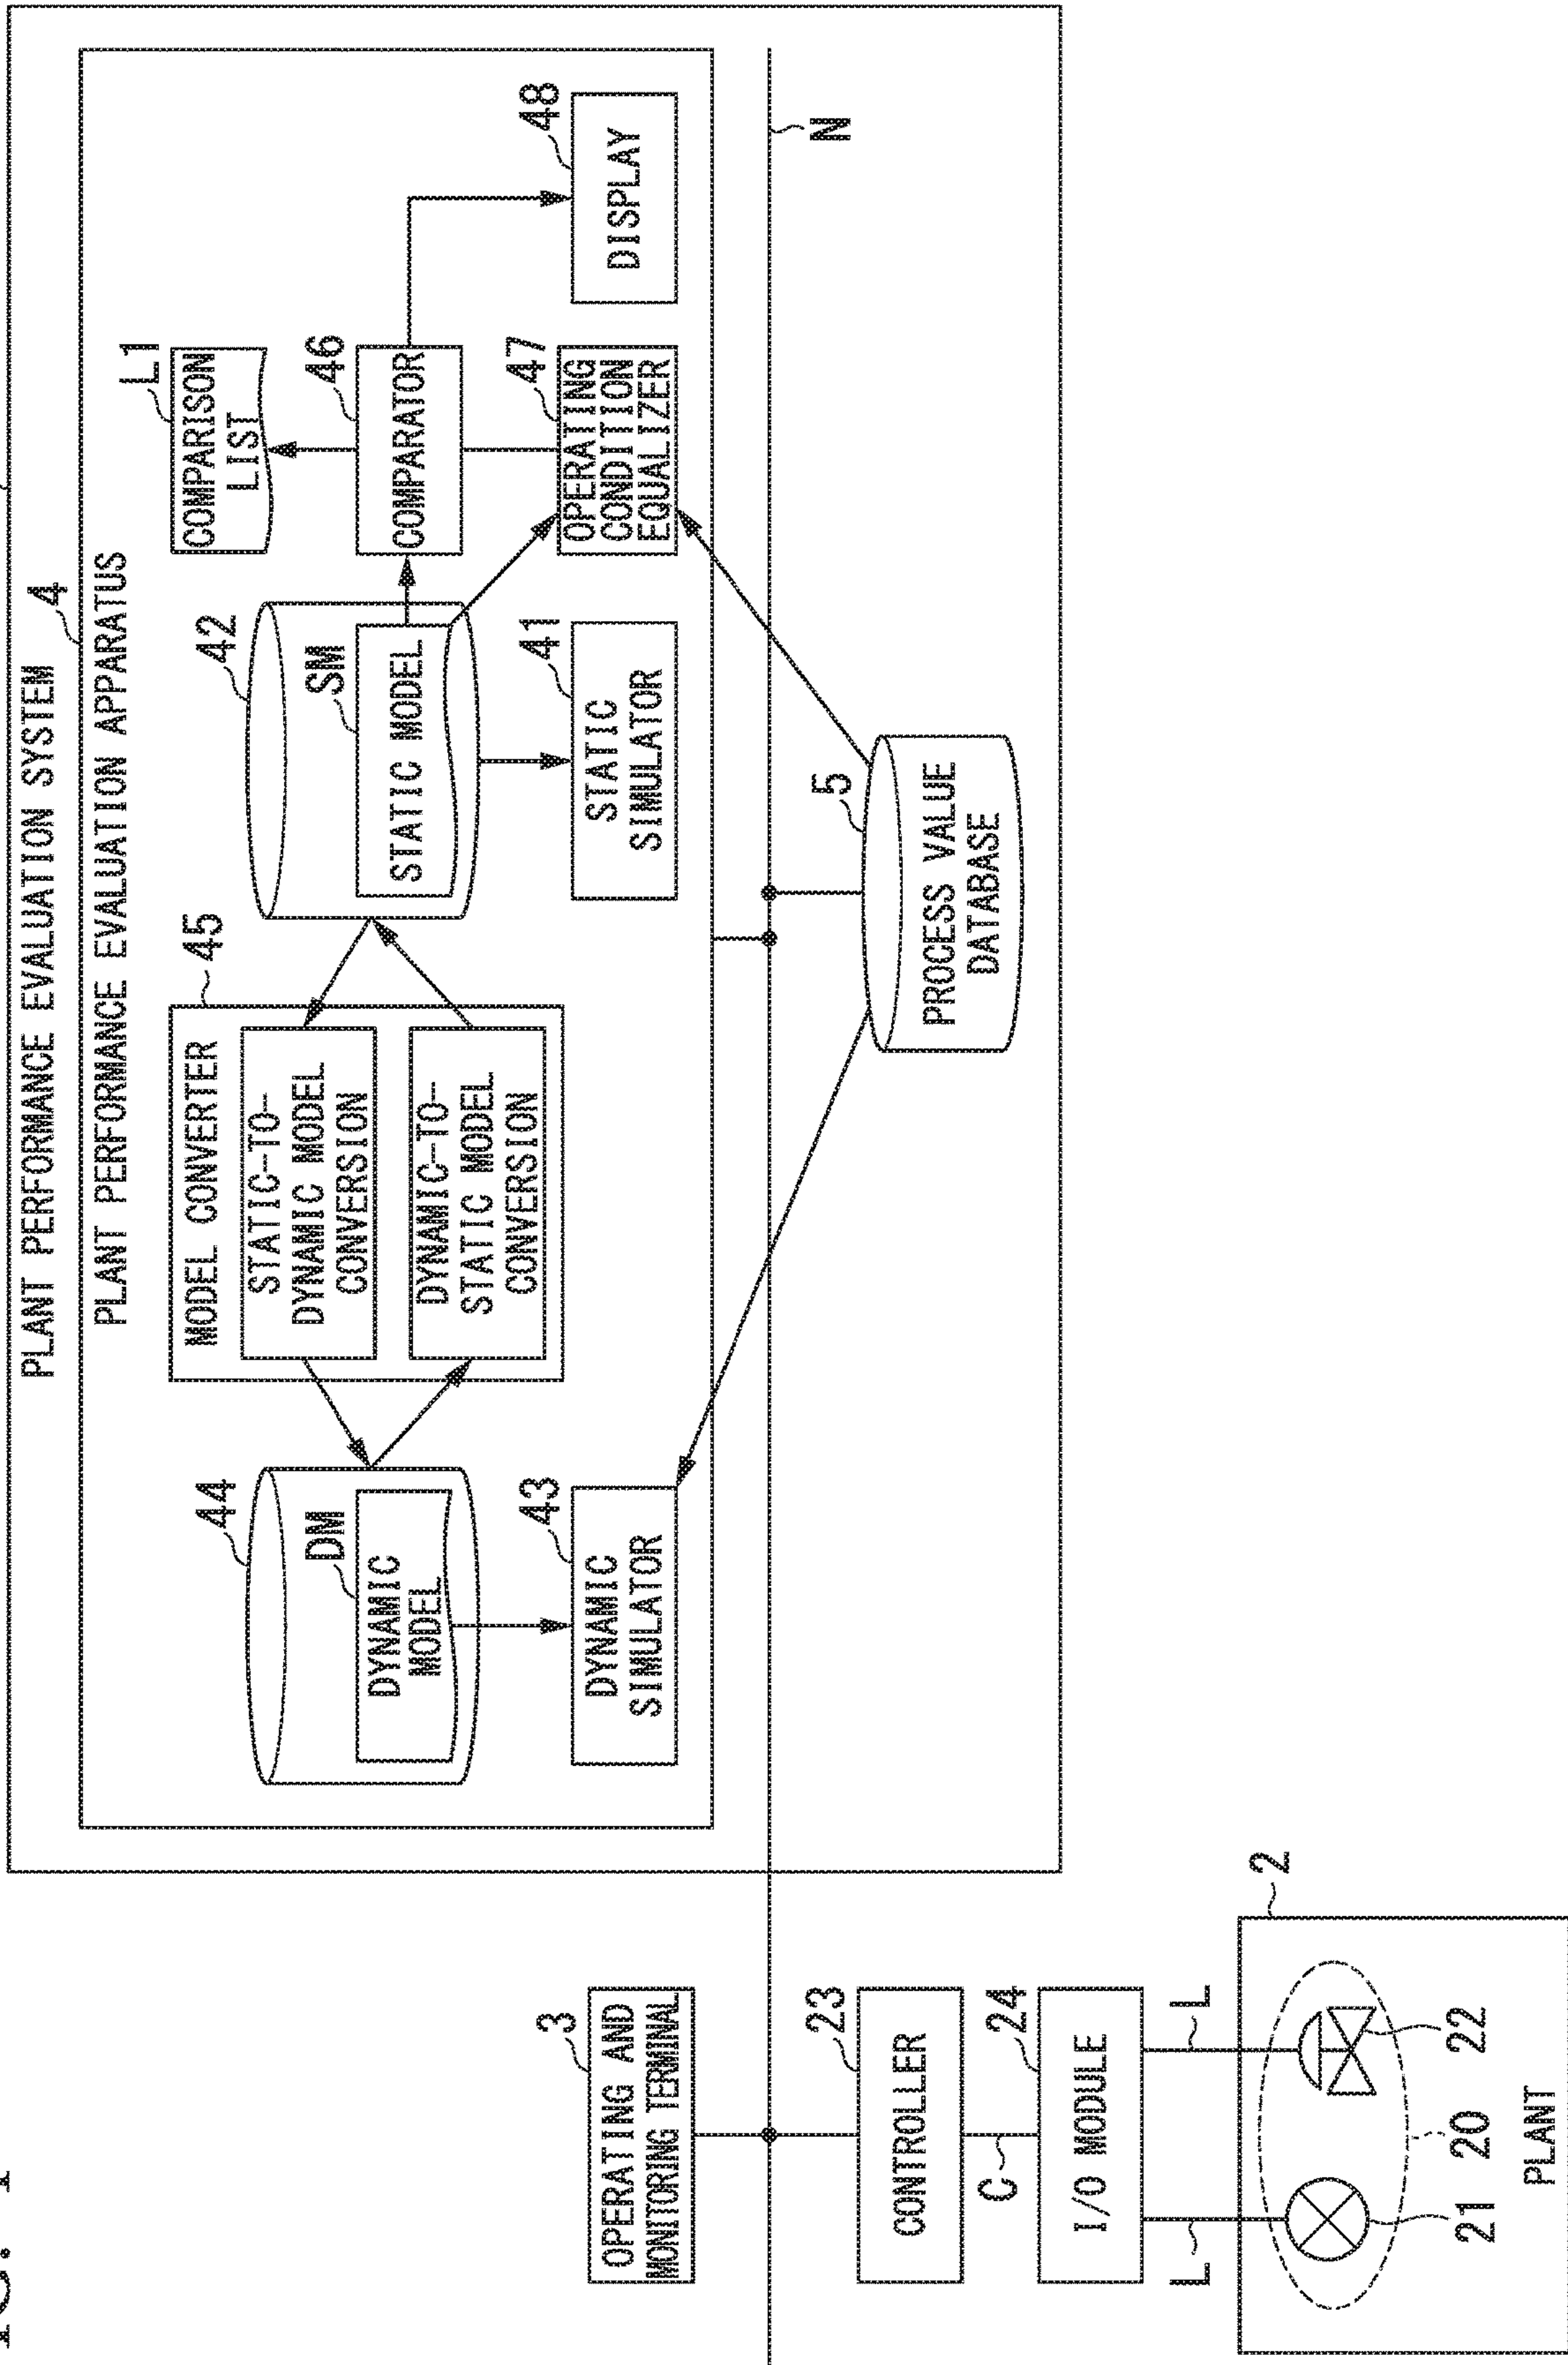 PLANT PERFORMANCE EVALUATION SYSTEM
4
PLANT PERFORMANCE EVALUATION APPARATUS
44
DM
DYNAMIC
MODEL
43
DYNAMIC
SIMULATOR
45
MODEL CONVERTER
STATIC-TO-
DYNAMIC MODEL
CONVERSION
DYNAMIC-TO-
STATIC MODEL
CONVERSION
42
SM
STATIC MODEL
41
STATIC
SIMULATOR
L1
COMPARISON
LIST
46
COMPARATOR
47
OPERATING
CONDITION
EQUALIZER
48
DISPLAY
N
5
PROCESS VALUE
DATABASE
3
OPERATING AND
MONITORING TERMINAL
23
CONTROLLER
C
24
I/O MODULE
L
L
2
21
20
22
PLANT